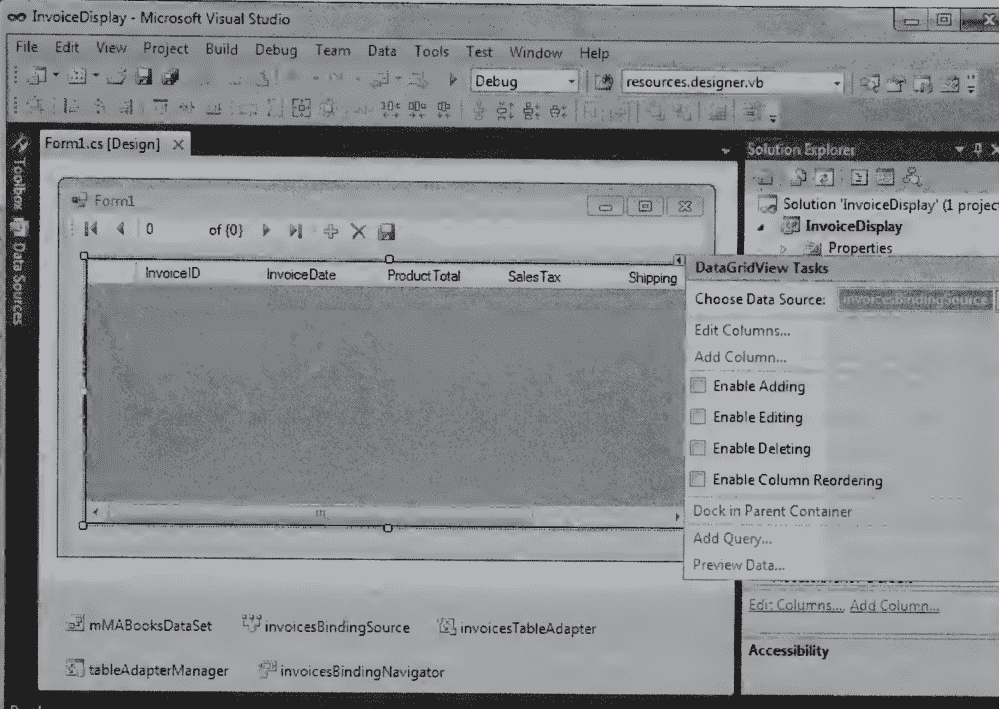 InvoiceDisplay - Microsoft Visual Studio
File Edit View Project Build Debug Team Data Tools Test Window Help
Debug resources.designer.vb
Form1.cs [Design]
Solution Explorer
Toolbox
Data Sources
Form1
0 of {0}
Solution 'InvoiceDisplay' (1 project
InvoiceDisplay
Properties
InvoiceID InvoiceDate ProductTotal SalesTax Shipping
DataGridView Tasks
Choose Data Source: invoicesBindingSource
Edit Columns...
Add Column...
Enable Adding
Enable Editing
Enable Deleting
Enable Column Reordering
Dock in Parent Container
Add Query...
Preview Data...
Edit Columns..., Add Column...
Accessibility
mMABooksDataSet invoicesBindingSource invoicesTableAdapter
tableAdapterManager invoicesBindingNavigator